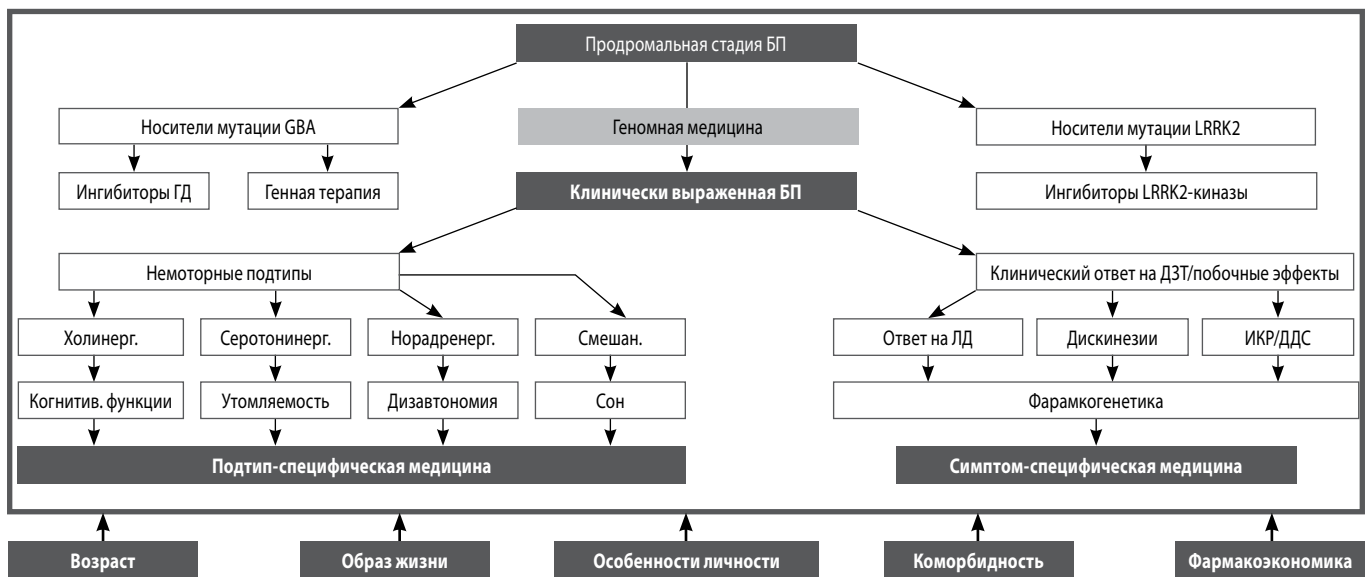 Продромальная стадия БП
Носители мутации GBA
Геномная медицина
Носители мутации LRRK2
Ингибиторы ГД
Генная терапия
Клинически выраженная БП
Ингибиторы LRRK2-киназы
Немоторные подтипы
Клинический ответ на ДЗТ/побочные эффекты
Холинерг.
Серотонинерг.
Норадренерг.
Смешан.
Ответ на ЛД
Дискинезии
ИКР/ДДС
Когнитив. функции
Утомляемость
Дизавтономия
Сон
Фарамкогенетика
Подтип-специфическая медицина
Симптом-специфическая медицина
Возраст
Образ жизни
Особенности личности
Коморбидность
Фармакоэкономика